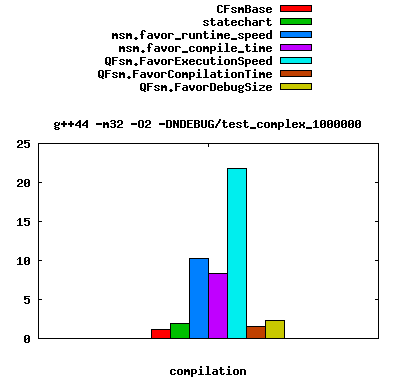 CFsmBase
statechart
msm.favor_runtime_speed
msm.favor_compile_time
QFsm.FavorExecutionSpeed
QFsm.FavorCompilationTime
QFsm.FavorDebugSize
g++44 -m32 -O2 -DNDEBUG/test_complex_1000000
25
20
15
10
5
0
compilation